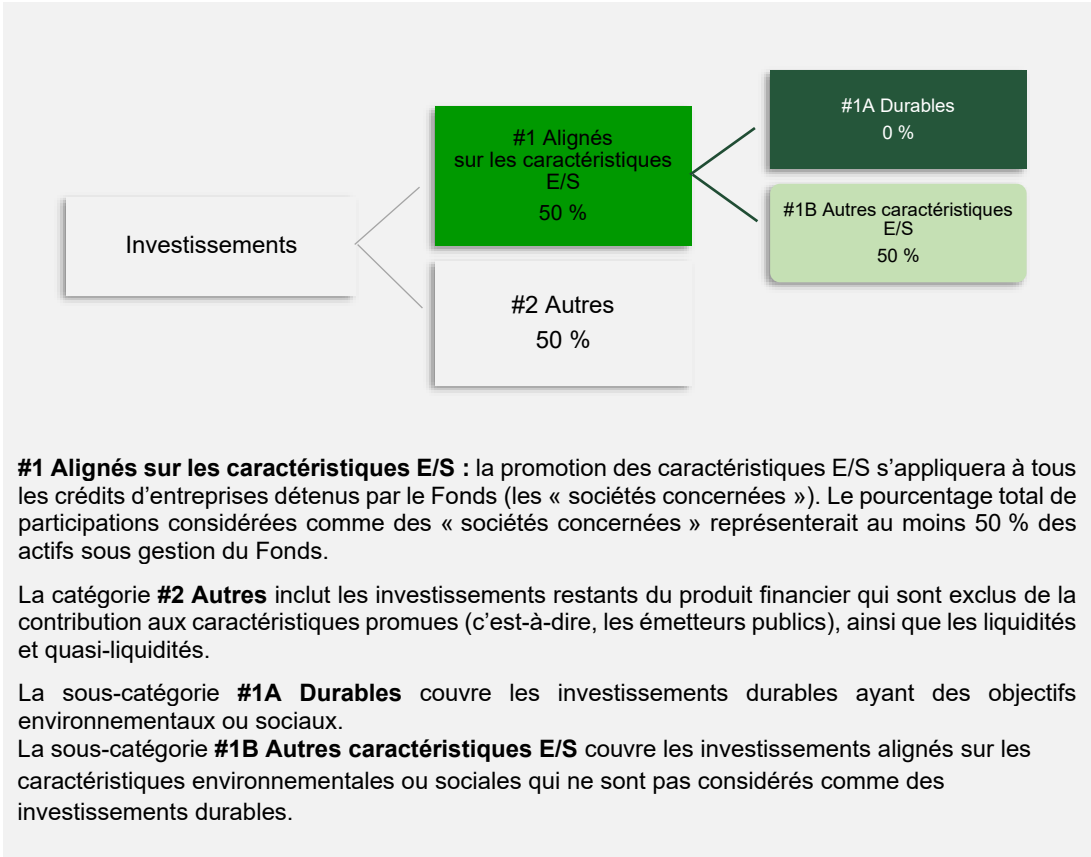 #1A Durables
0 %
#1 Alignés
sur les caractéristiques
E/S
50 %
#1B Autres caractéristiques
E/S
50 %
Investissements
#2 Autres
50 %
#1 Alignés sur les caractéristiques E/S : la promotion des caractéristiques E/S s’appliquera à tous
les crédits d’entreprises détenus par le Fonds (les « sociétés concernées »). Le pourcentage total de
participations considérées comme des « sociétés concernées » représenterait au moins 50 % des
actifs sous gestion du Fonds.
La catégorie #2 Autres inclut les investissements restants du produit financier qui sont exclus de la
contribution aux caractéristiques promues (c’est-à-dire, les émetteurs publics), ainsi que les liquidités
et quasi-liquidités.
La sous-catégorie #1A Durables couvre les investissements durables ayant des objectifs
environnementaux ou sociaux.
La sous-catégorie #1B Autres caractéristiques E/S couvre les investissements alignés sur les
caractéristiques environnementales ou sociales qui ne sont pas considérés comme des
investissements durables.